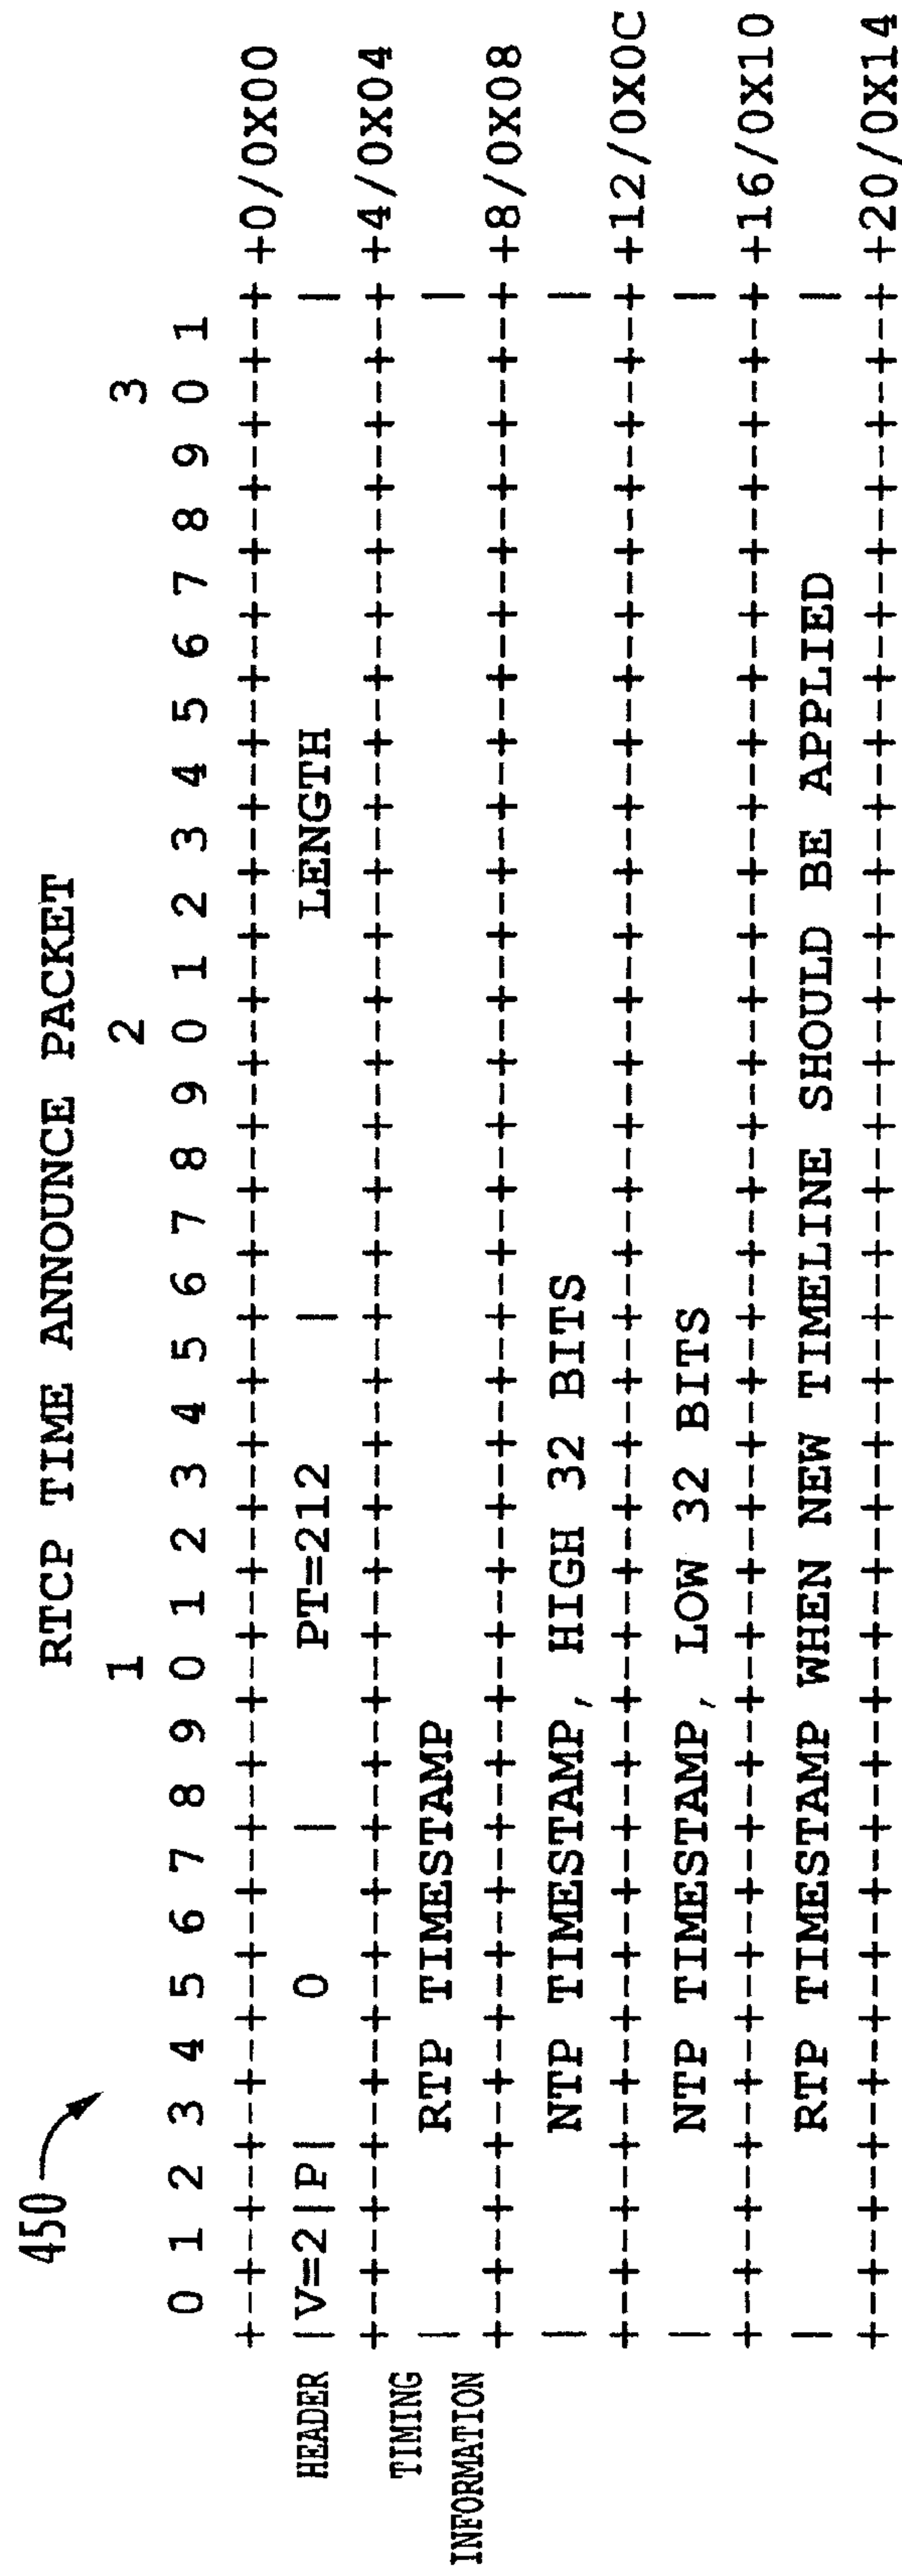 450
RTCP TIME ANNOUNCE PACKET
1 2 3
0 1 2 3 4 5 6 7 8 9 0 1 2 3 4 5 6 7 8 9 0 1 2 3 4 5 6 7 8 9 0 1
+-+-+-+-+-+-+-+-+-+-+-+-+-+-+-+-+-+-+-+-+-+-+-+-+-+-+-+-+-+-+-+-+ +0/0X00
HEADER |V=2|P| 0 | PT=212 | LENGTH |
+-+-+-+-+-+-+-+-+-+-+-+-+-+-+-+-+-+-+-+-+-+-+-+-+-+-+-+-+-+-+-+-+ +4/0X04
TIMING
INFORMATION
| RTP TIMESTAMP |
+-+-+-+-+-+-+-+-+-+-+-+-+-+-+-+-+-+-+-+-+-+-+-+-+-+-+-+-+-+-+-+-+ +8/0X08
| NTP TIMESTAMP, HIGH 32 BITS |
+-+-+-+-+-+-+-+-+-+-+-+-+-+-+-+-+-+-+-+-+-+-+-+-+-+-+-+-+-+-+-+-+ +12/0X0C
| NTP TIMESTAMP, LOW 32 BITS |
+-+-+-+-+-+-+-+-+-+-+-+-+-+-+-+-+-+-+-+-+-+-+-+-+-+-+-+-+-+-+-+-+ +16/0X10
| RTP TIMESTAMP WHEN NEW TIMELINE SHOULD BE APPLIED |
+-+-+-+-+-+-+-+-+-+-+-+-+-+-+-+-+-+-+-+-+-+-+-+-+-+-+-+-+-+-+-+-+ +20/0X14